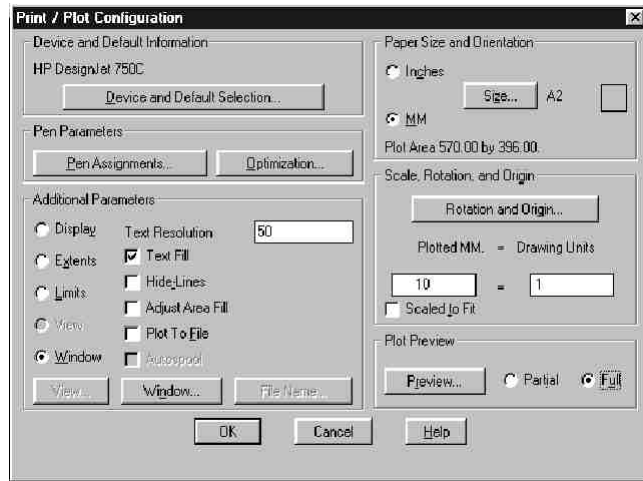 Print / Plot Configuration
Device and Default Information
HP DesignJet 750C
Device and Default Selection...
Pen Parameters
Pen Assignments...
Optimization...
Additional Parameters
Display
Text Resolution
50
Extents
Text Fill
Limits
Hide-Lines
Adjust Area Fill
View
Plot To File
Window
Autospool
View...
Window...
File Name...
Paper Size and Orientation
Inches
Size...
A2
MM
Plot Area 570.00 by 396.00.
Scale, Rotation, and Origin
Rotation and Origin...
Plotted MM. = Drawing Units
10 = 1
Scaled to Fit
Plot Preview
Preview...
Partial
Full
OK
Cancel
Help